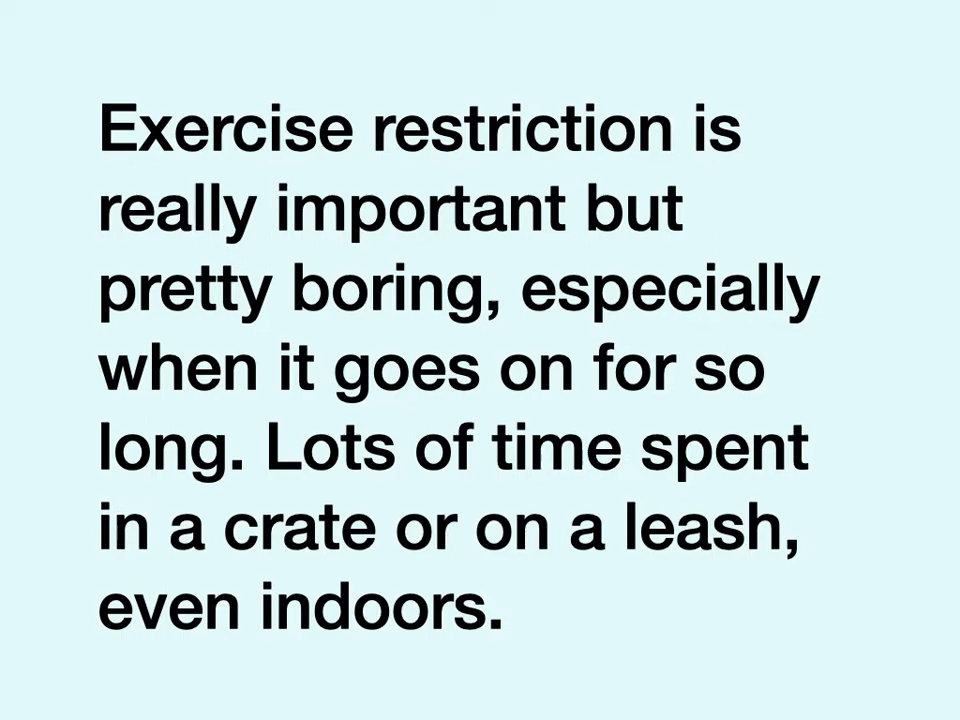 Exercise restriction is
really important but
pretty boring, especially
when it goes on for so
long. Lots of time spent
in a crate or on a leash,
even indoors.